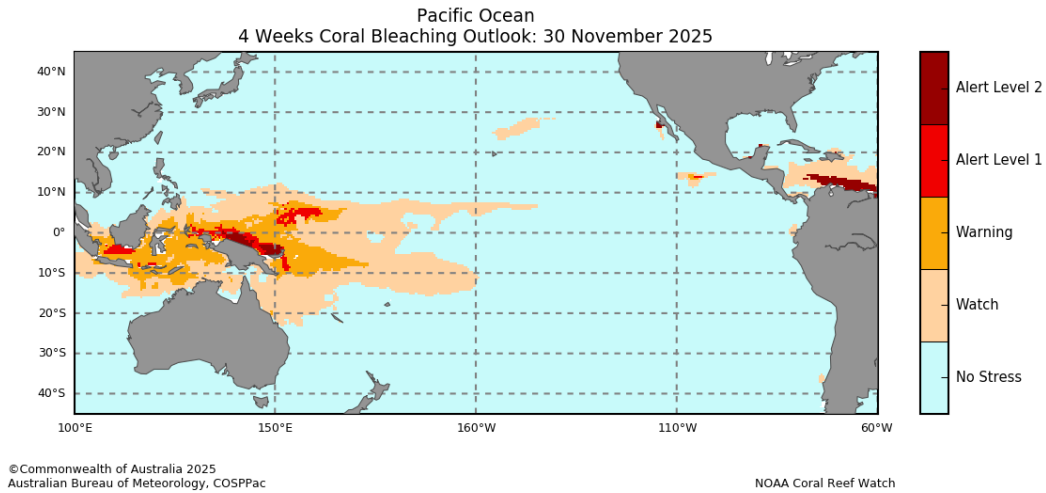 Pacific Ocean
4 Weeks Coral Bleaching Outlook: 30 November 2025
40°N
30°N
20°N
10°N
0°
10°S
20°S
30°S
40°S
100°E
150°E
160°W
110°W
60°W
Alert Level 2
Alert Level 1
Warning
Watch
No Stress
©Commonwealth of Australia 2025
Australian Bureau of Meteorology, COSPPac
NOAA Coral Reef Watch